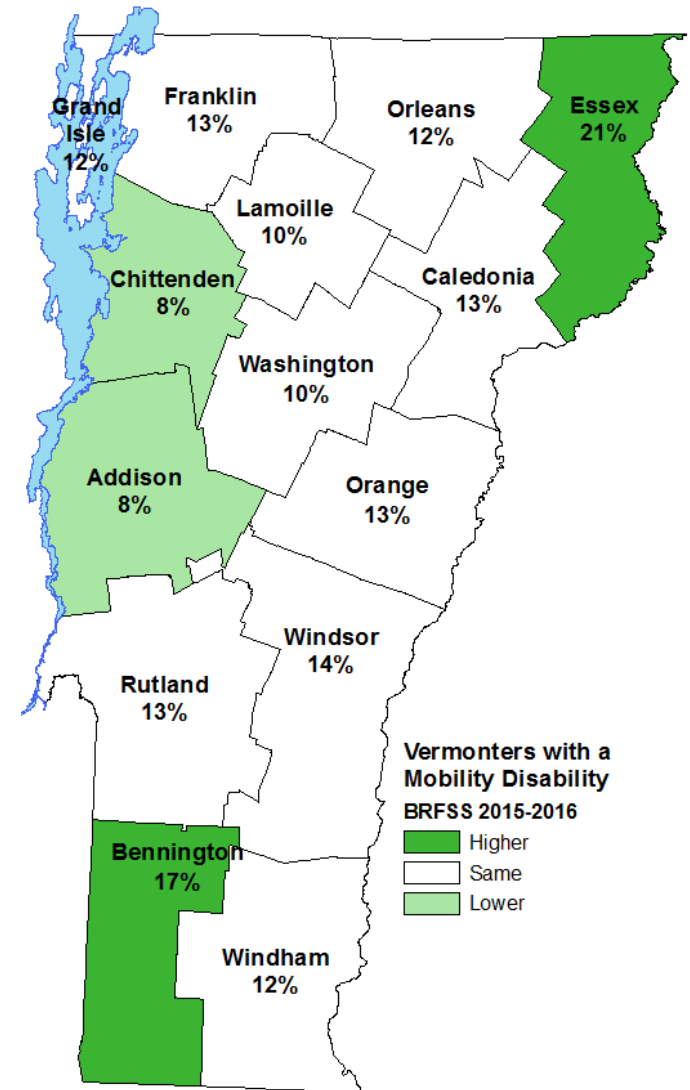 Grand
Isle
12%
Franklin
13%
Orleans
12%
Essex
21%
Lamoille
10%
Chittenden
8%
Caledonia
13%
Washington
10%
Addison
8%
Orange
13%
Windsor
14%
Rutland
13%
Bennington
17%
Windham
12%
Vermonters with a
Mobility Disability
BRFSS 2015-2016
Higher
Same
Lower